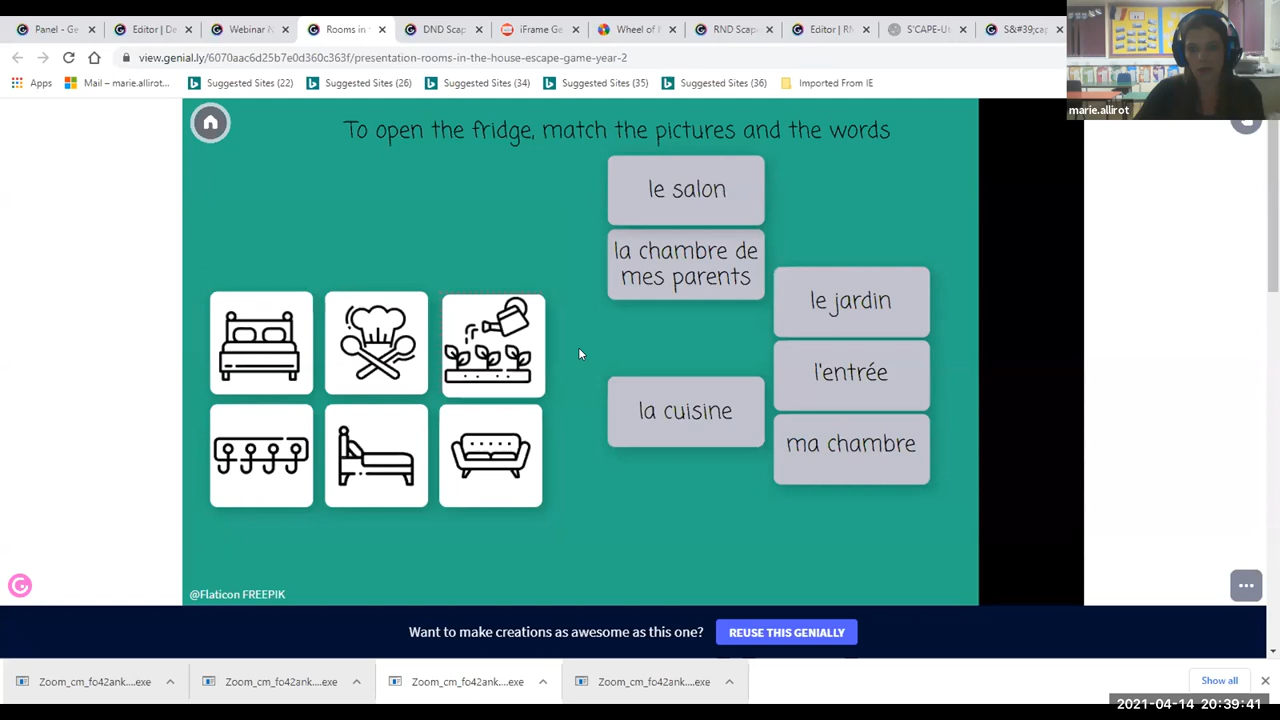 Panel - Ge
Editor | De
Webinar N
Rooms in
DND Scap
iFrame Ge
Wheel of
RND Scap
Editor | RN
S'CAPE-Ut
S&#39;cap
view.genial.ly/6070aac6d25b7e0d360c363f/presentation
the-house-escape-game-year-2
Apps
Mail – marie.allirot...
Suggested Sites (22)
Suggested Sites (28)
Suggested Sites (34)
Suggested Sites (35)
Suggested Sites (36)
Imported From IE
marie.allirot
To open the fridge, match the pictures and the words
le salon
la chambre de
mes parents
le jardin
l'entrée
la cuisine
ma chambre
@Flaticon FREEPIK
Want to make creations as awesome as this one?
REUSE THIS GENIALLY
Zoom_cm_fo42ank....exe
Zoom_cm_fo42ank....exe
Zoom_cm_fo42ank....exe
Zoom_cm_fo42ank....exe
Show all
2021-04-14 20:39:41